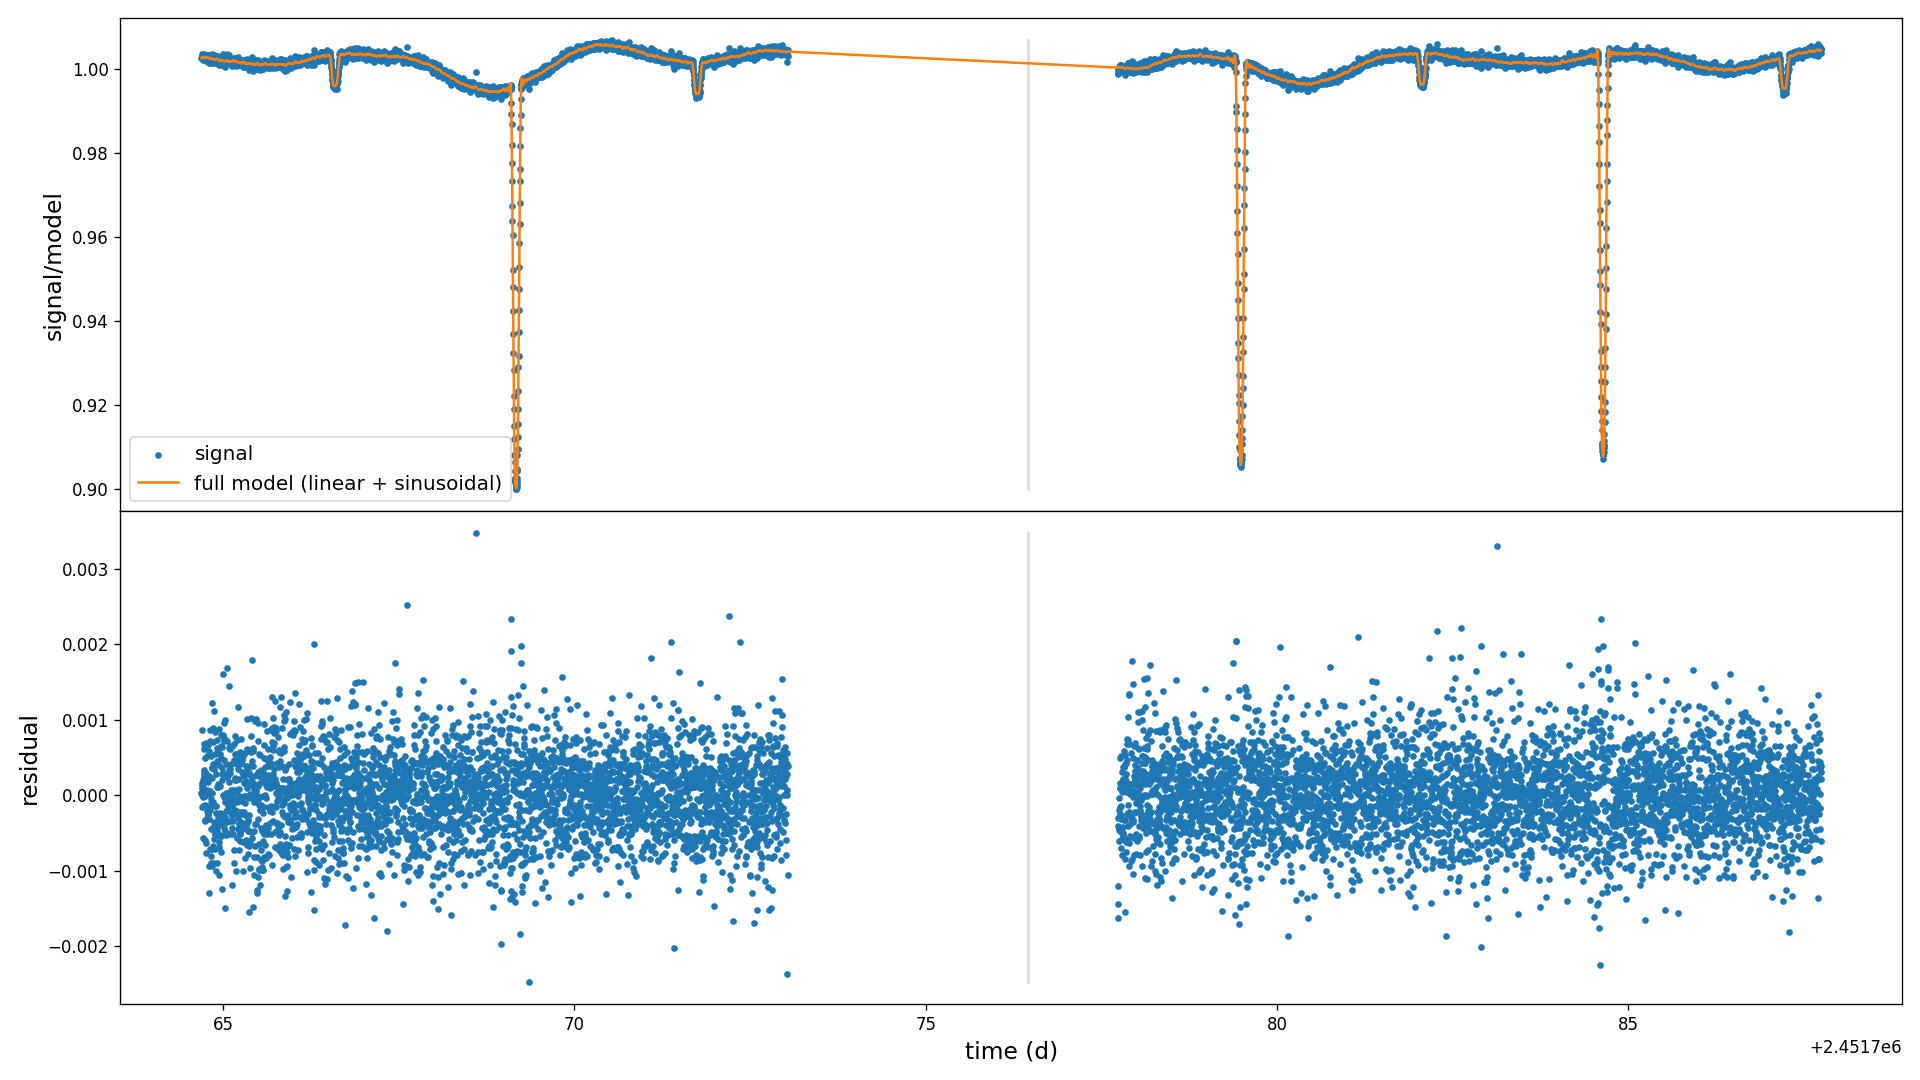 1.00
0.98
0.96
0.94
0.92
0.90
signal/model
signal
full model (linear + sinusoidal)
0.003
0.002
0.001
0.000
−0.001
−0.002
residual
65
70
75
80
85
time (d)
+2.4517e6